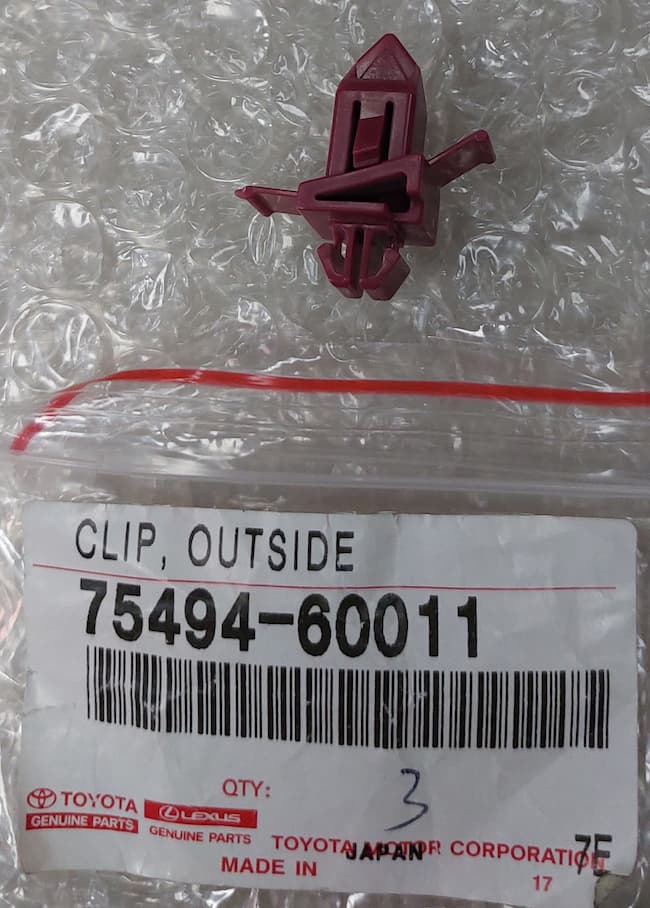 CLIP, OUTSIDE
75494-60011
QTY: 3
TOYOTA
GENUINE PARTS
LEXUS
GENUINE PARTS
TOYOTA MOTOR CORPORATION
MADE IN JAPAN
17
7E